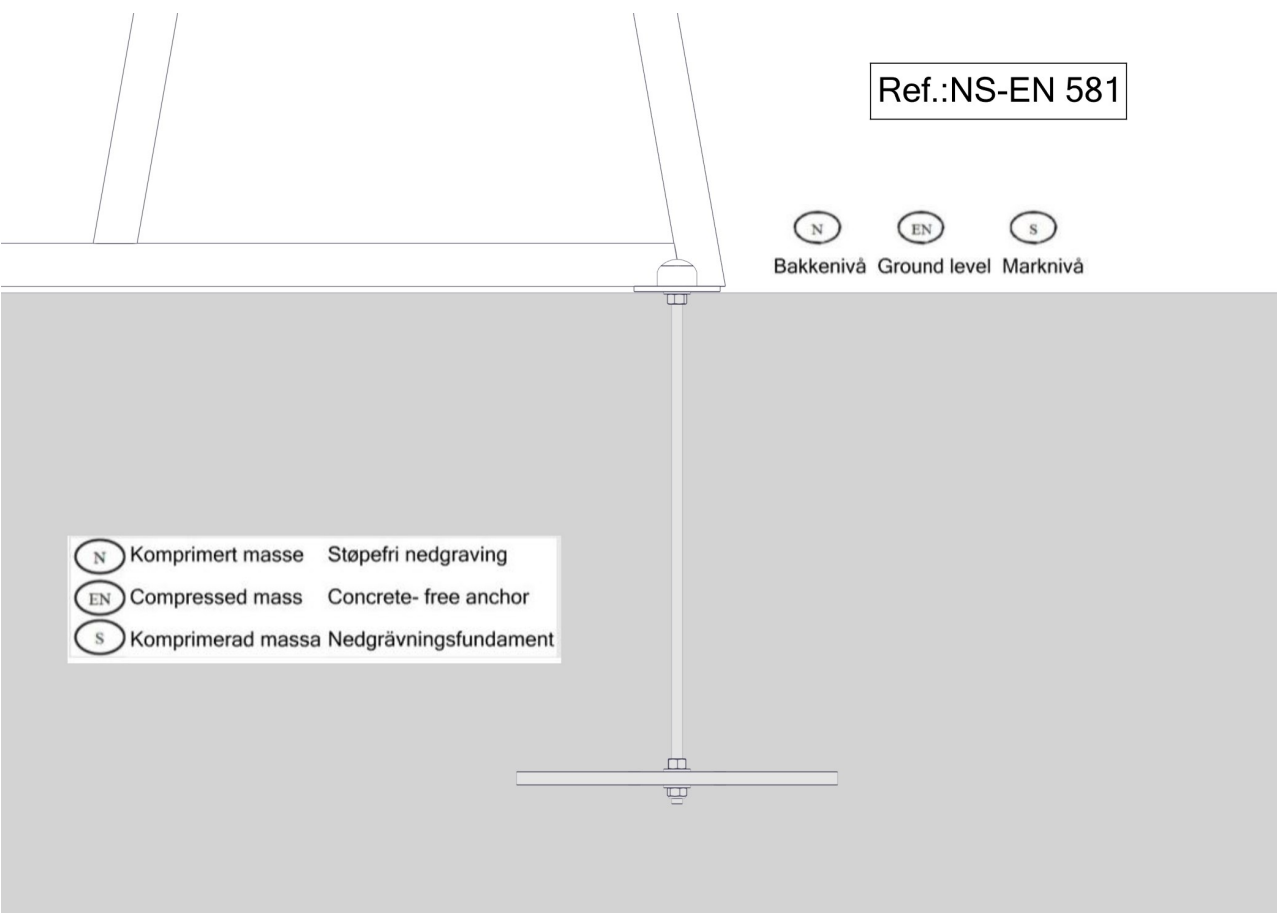 Ref.:NS-EN 581
N EN S
Bakkenivå Ground level Marknivå
N Komprimert masse Støpefri nedgraving
EN Compressed mass Concrete- free anchor
S Komprimerad massa Nedgrävningsfundament